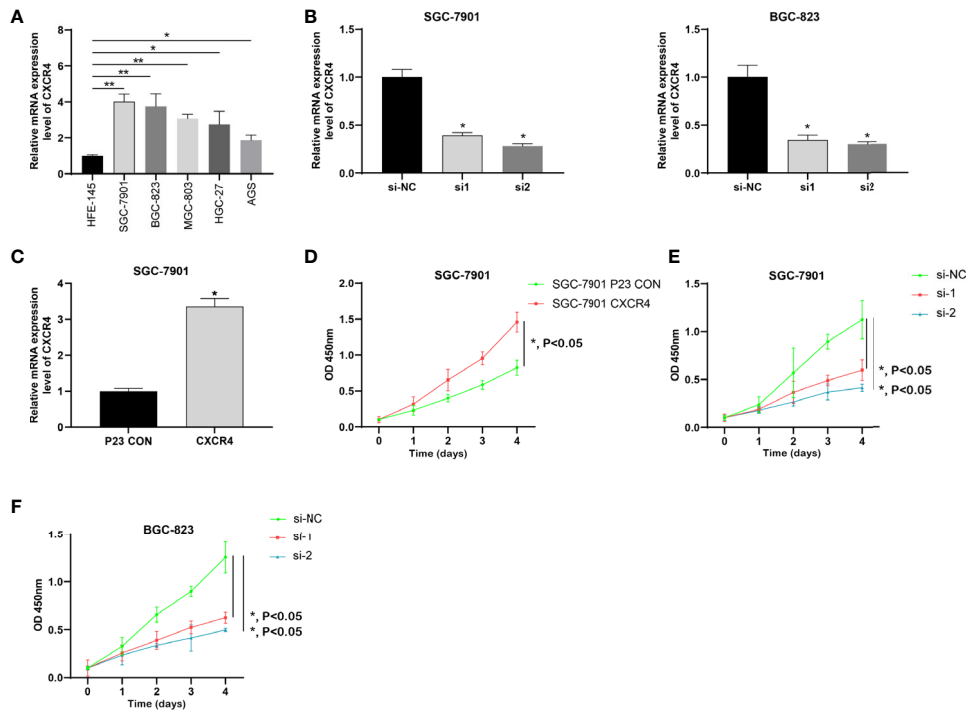 A
Relative mRNA expression
level of CXCR4
8
6
4
2
0
*
*
**
**
**
HFE-145
SGC-7901
BGC-823
MGC-803
HGC-27
AGS
B
SGC-7901
Relative mRNA expression
level of CXCR4
1.5
1.0
0.5
0.0
*
*
si-NC si1 si2
BGC-823
Relative mRNA expression
level of CXCR4
1.5
1.0
0.5
0.0
*
*
si-NC si1 si2
C
SGC-7901
Relative mRNA expression
level of CXCR4
4
3
2
1
0
*
P23 CON CXCR4
D
SGC-7901
SGC-7901 P23 CON
SGC-7901 CXCR4
OD 450nm
2.0
1.5
1.0
0.5
0.0
*, P<0.05
0 1 2 3 4
Time (days)
E
SGC-7901
si-NC
si-1
si-2
OD 450nm
1.5
1.0
0.5
0.0
*, P<0.05
*, P<0.05
0 1 2 3 4
Time (days)
F
BGC-823
si-NC
si-1
si-2
OD 450nm
1.5
1.0
0.5
0.0
*, P<0.05
*, P<0.05
0 1 2 3 4
Time (days)